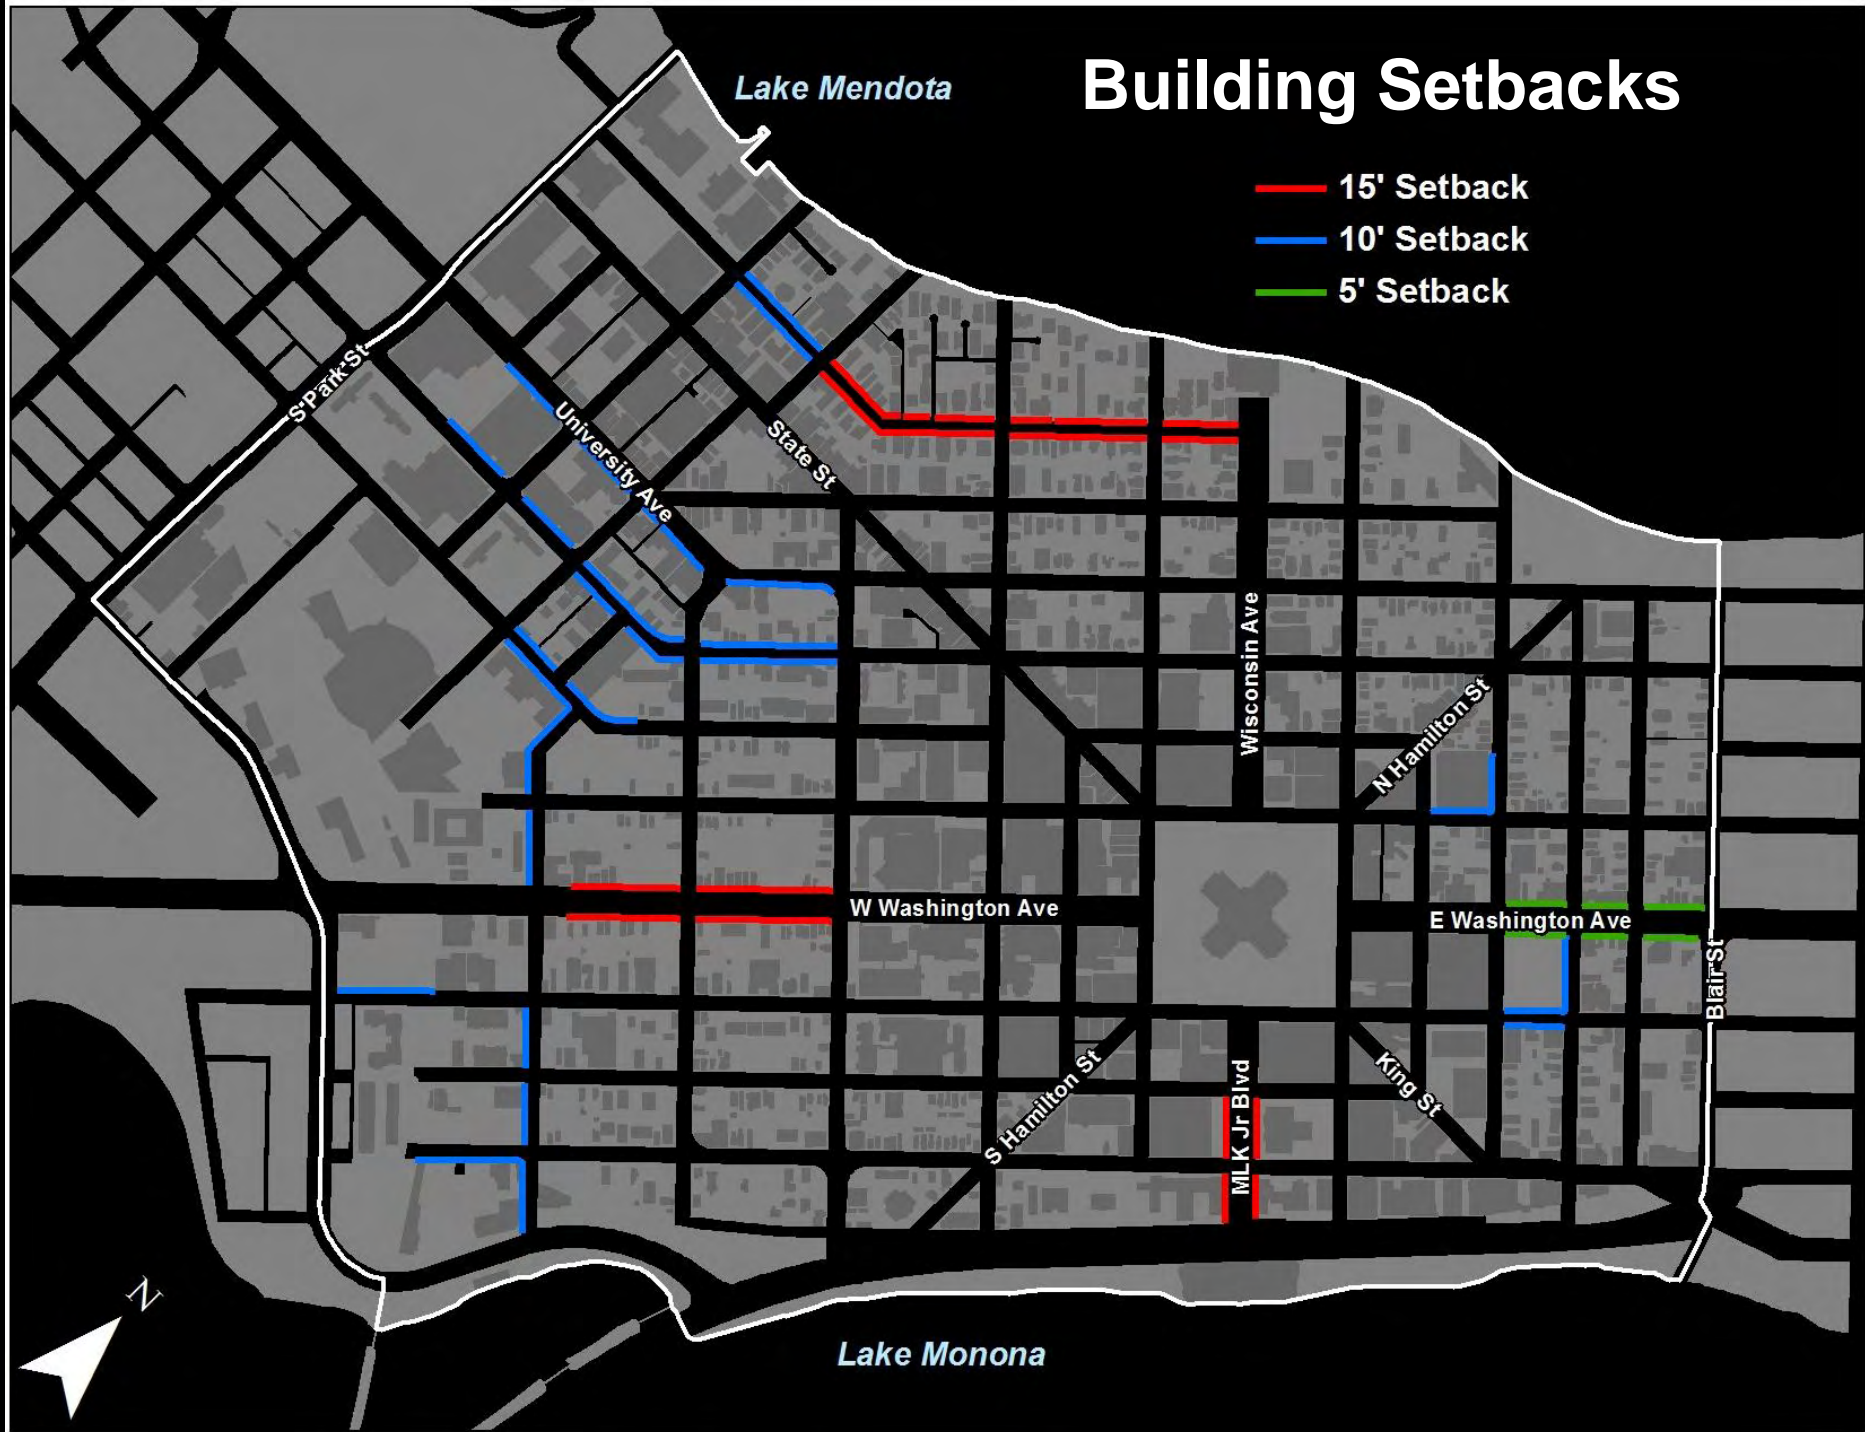 Building Setbacks
Lake Mendota
15' Setback
10' Setback
5' Setback
S Park St
University Ave
State St
Wisconsin Ave
N Hamilton St
W Washington Ave
E Washington Ave
Blair St
S Hamilton St
MLK Jr Blvd
King St
N
Lake Monona